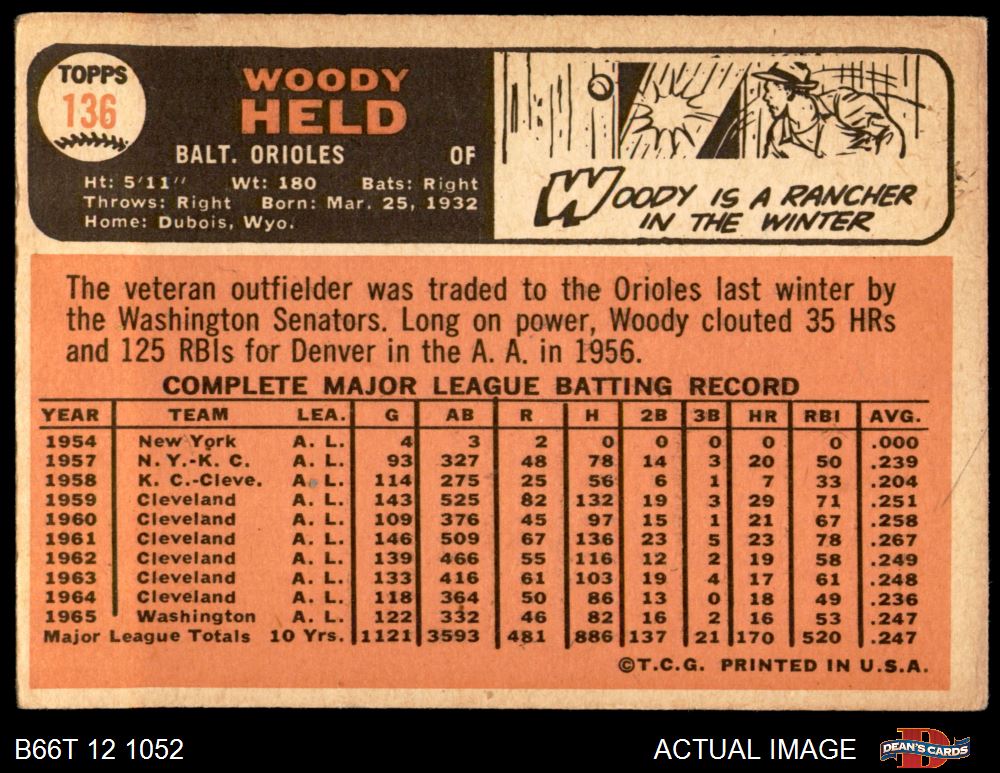 TOPPS
136
WOODY
HELD
BALT. ORIOLES OF
Ht: 5'11" Wt: 180 Bats: Right
Throws: Right Born: Mar. 25, 1932
Home: Dubois, Wyo.
WOODY IS A RANCHER
IN THE WINTER
The veteran outfielder was traded to the Orioles last winter by
the Washington Senators. Long on power, Woody clouted 35 HRs
and 125 RBIs for Denver in the A. A. in 1956.
COMPLETE MAJOR LEAGUE BATTING RECORD
YEAR TEAM LEA. G AB R H 2B 3B HR RBI AVG.
1954 New York A. L. 4 3 2 0 0 0 0 0 .000
1957 N. Y.-K. C. A. L. 93 327 48 78 14 3 20 50 .239
1958 K. C.-Cleve. A. L. 114 275 25 56 6 1 7 33 .204
1959 Cleveland A. L. 143 525 82 132 19 3 29 71 .251
1960 Cleveland A. L. 109 376 45 97 15 1 21 67 .258
1961 Cleveland A. L. 146 509 67 136 23 5 23 78 .267
1962 Cleveland A. L. 139 466 55 116 12 2 19 58 .249
1963 Cleveland A. L. 133 416 61 103 19 4 17 61 .248
1964 Cleveland A. L. 118 364 50 86 13 0 18 49 .236
1965 Washington A. L. 122 332 46 82 16 2 16 53 .247
Major League Totals 10 Yrs. 1121 3593 481 886 137 21 170 520 .247
©T.C.G. PRINTED IN U.S.A.
B66T 12 1052 ACTUAL IMAGE
DEAN'S CARDS